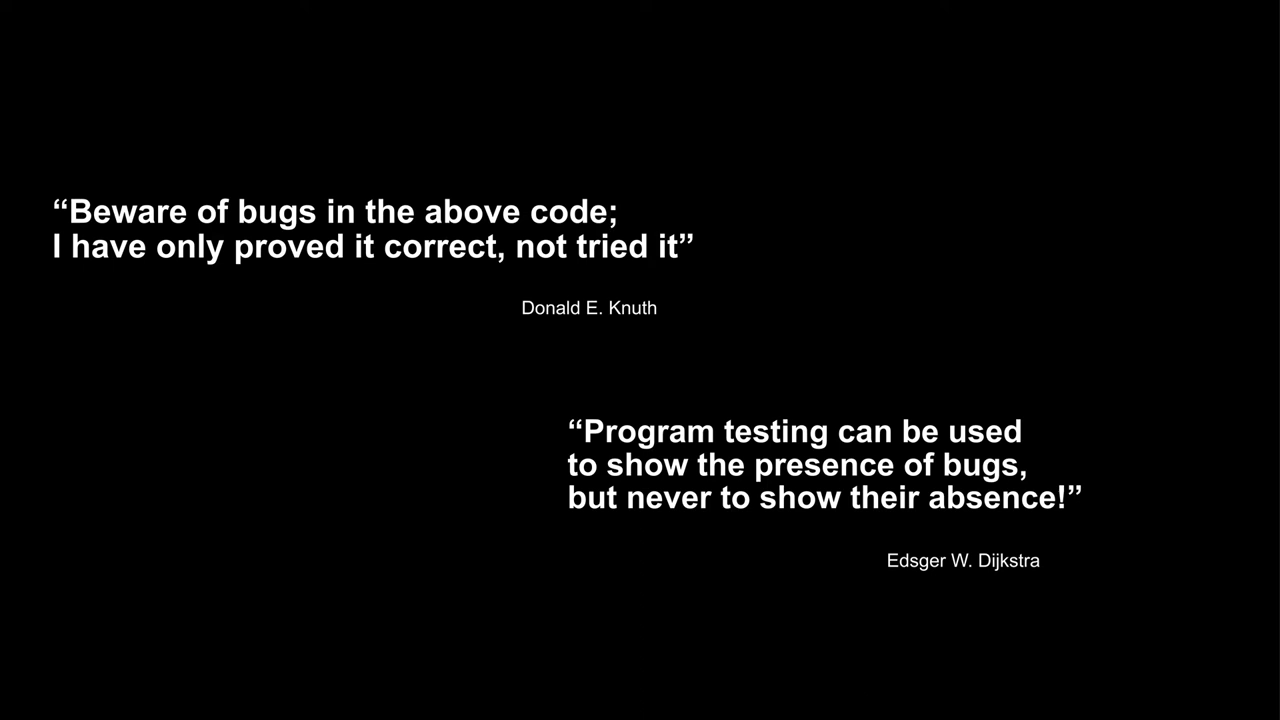 “Beware of bugs in the above code;
I have only proved it correct, not tried it”
Donald E. Knuth
“Program testing can be used
to show the presence of bugs,
but never to show their absence!”
Edsger W. Dijkstra